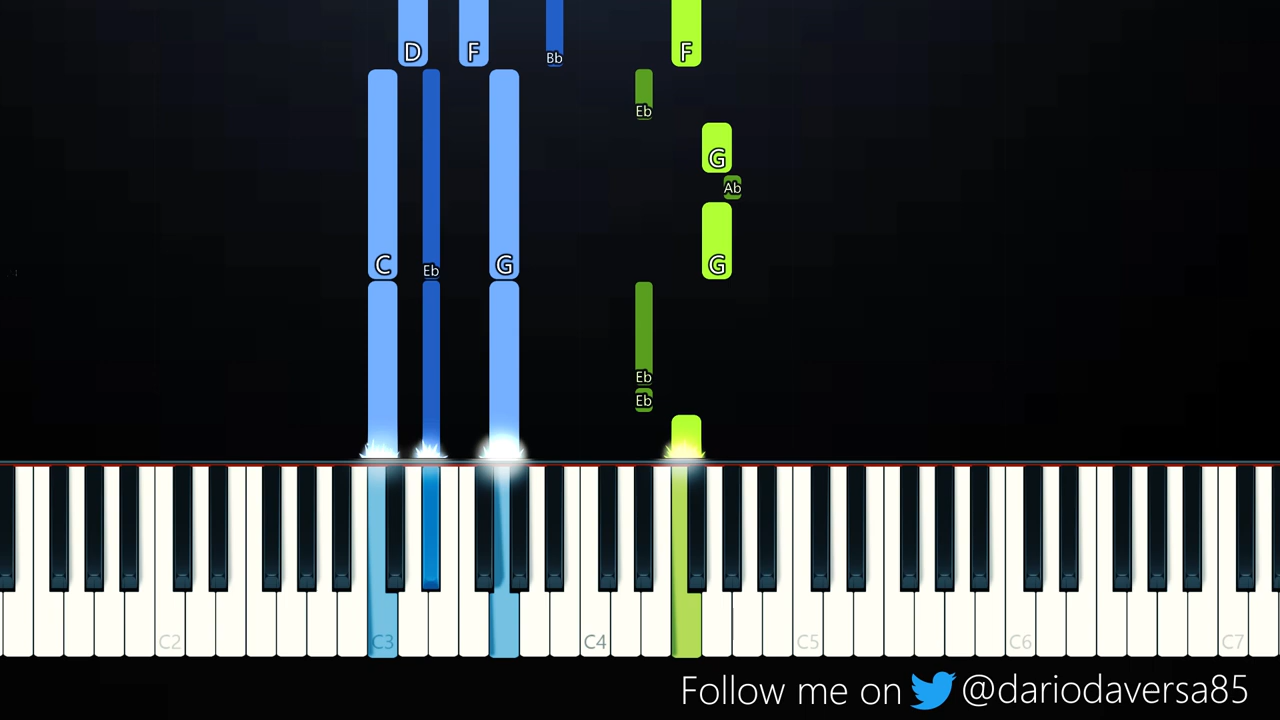 D F Bb F
Eb
G
Ab
C Eb G G
Eb
Eb
C2 C3 C4 C5 C6 C7
Follow me on @dariodaversa85